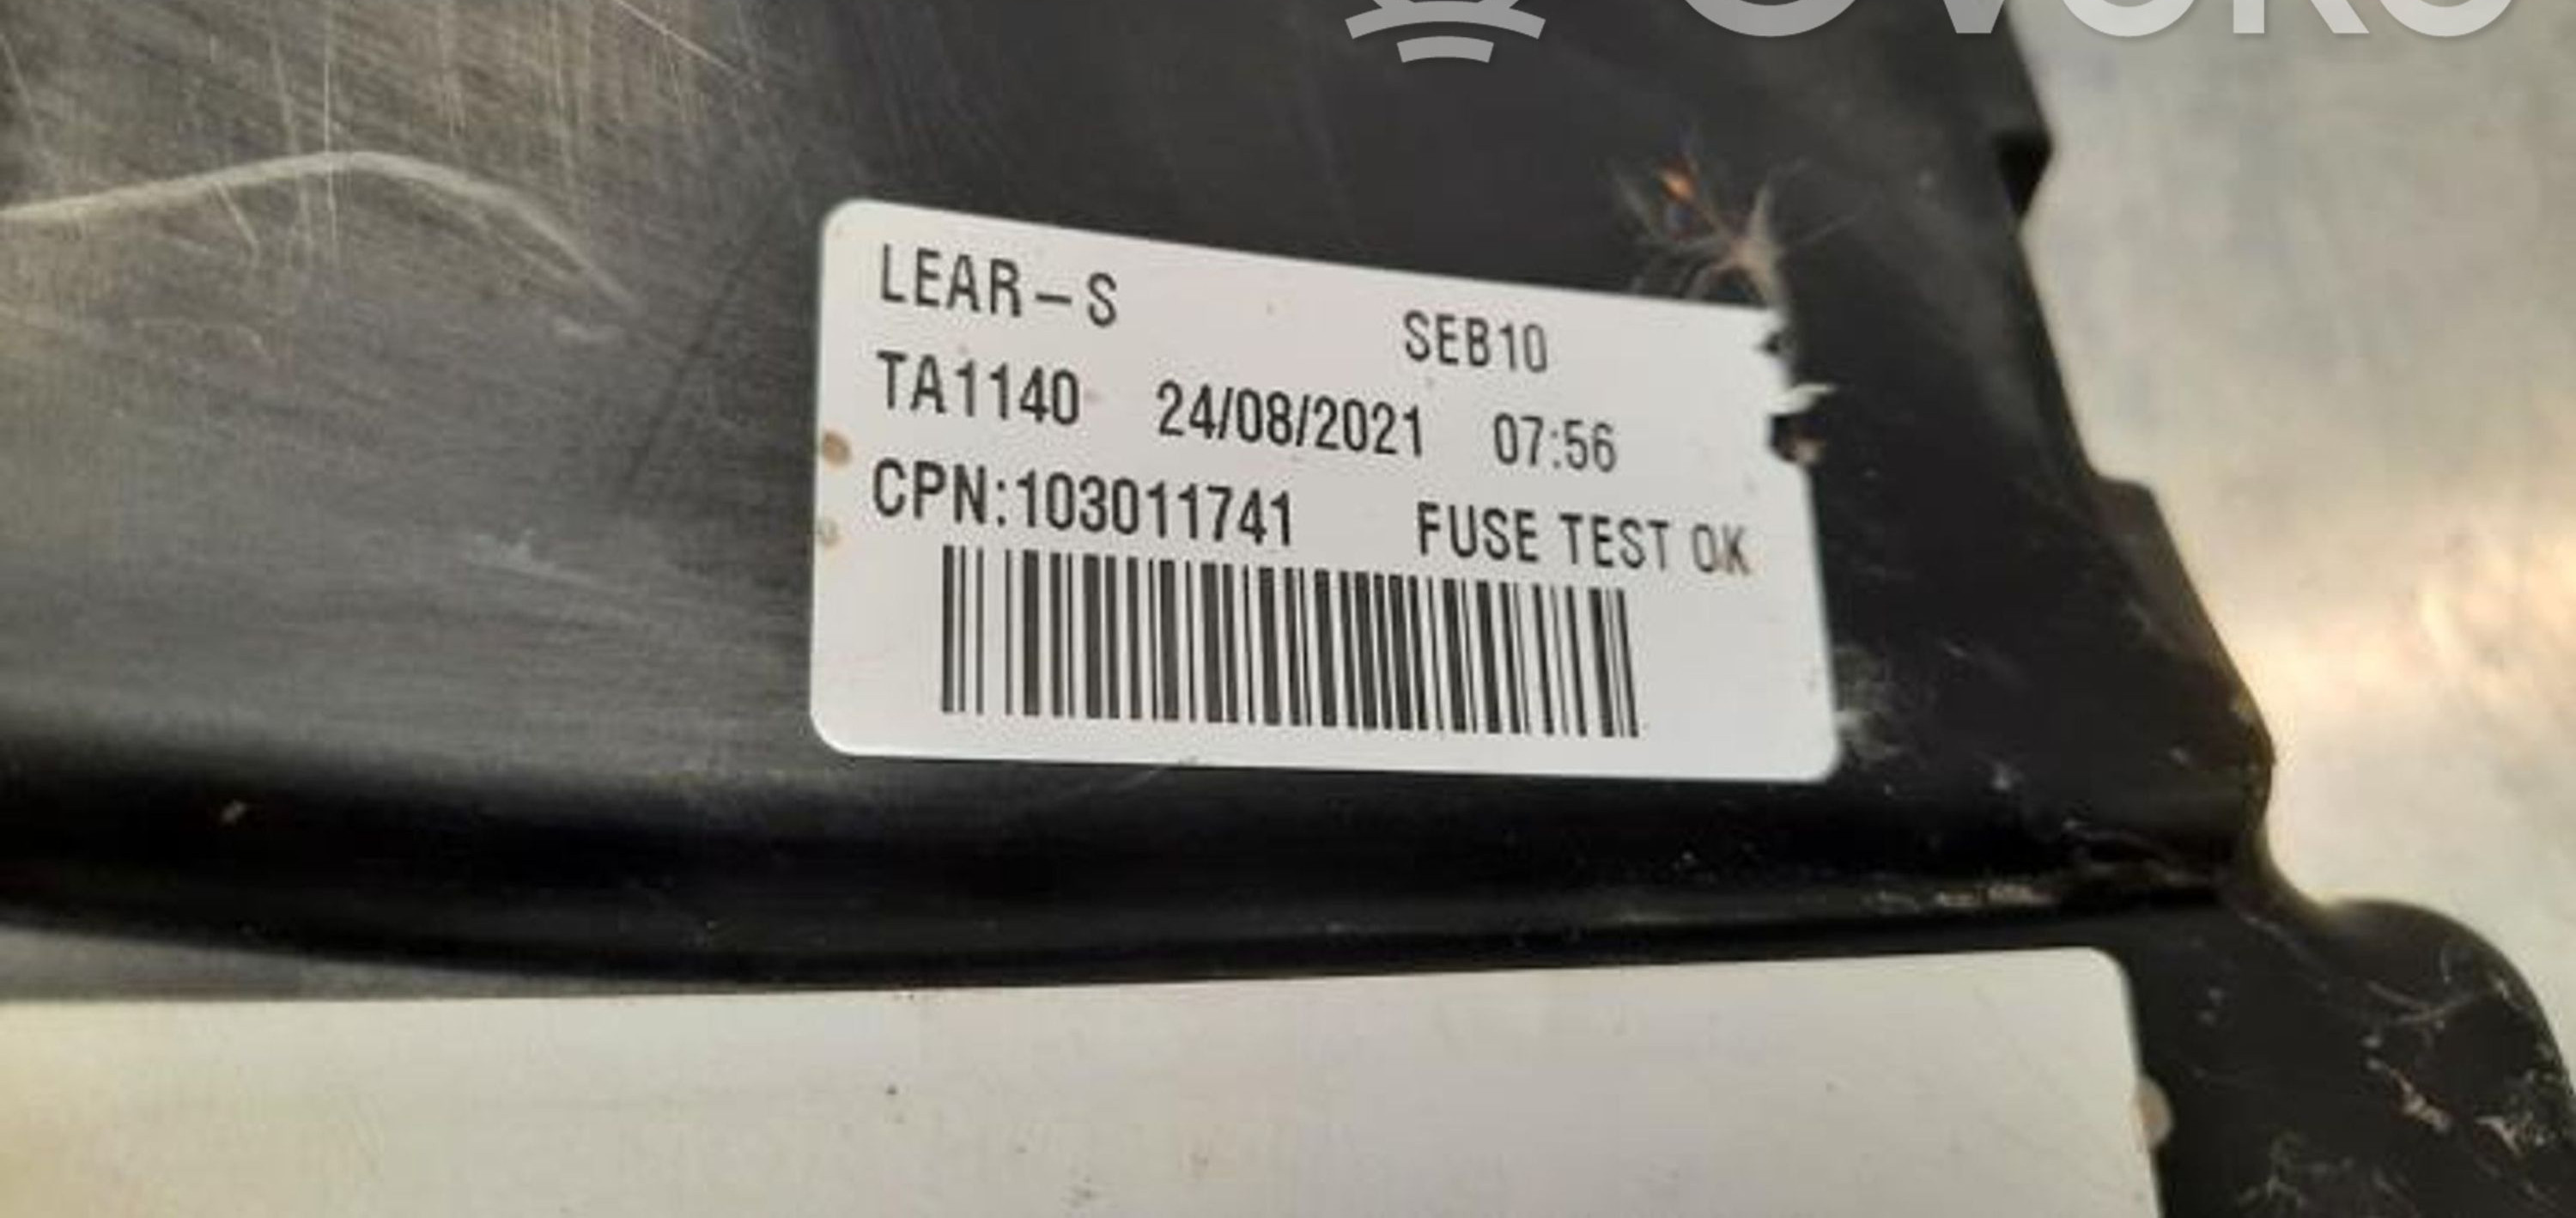 LEAR-S SEB10
TA1140 24/08/2021 07:56
CPN:103011741 FUSE TEST OK